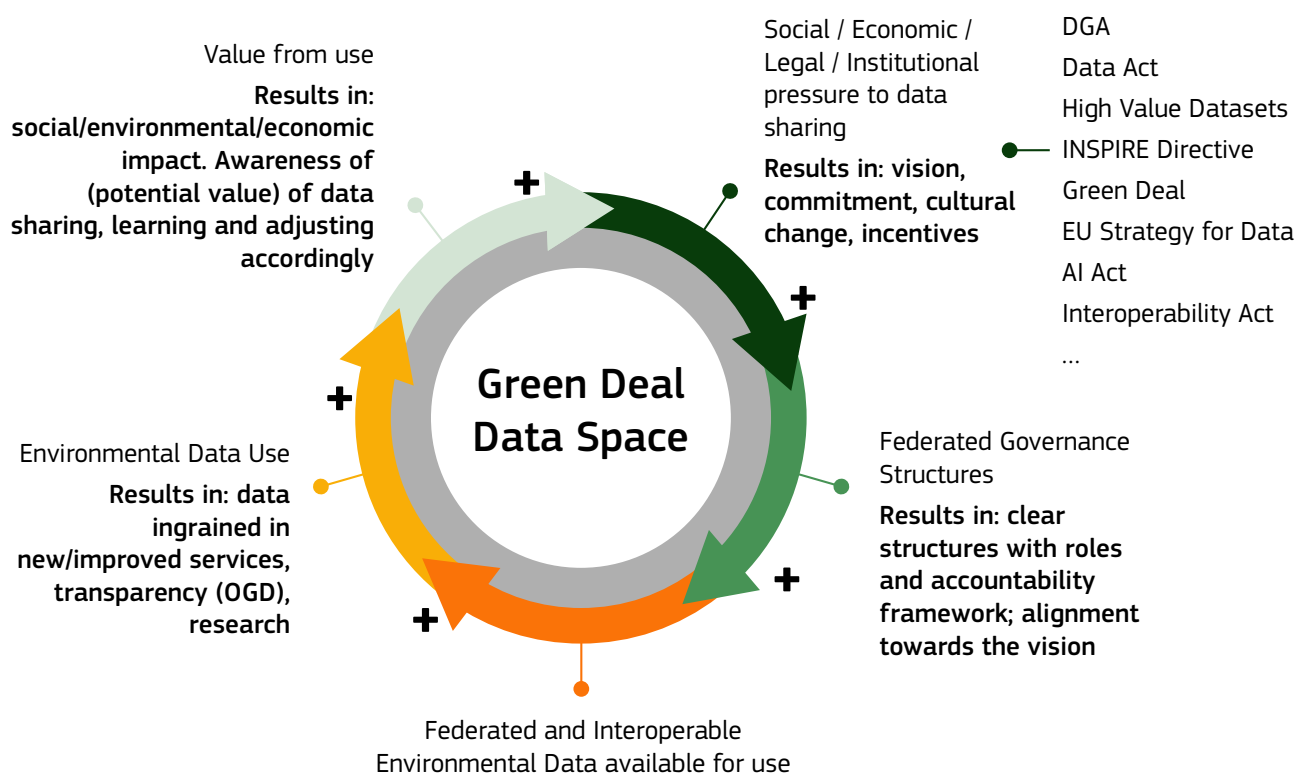 Value from use
Results in:
social/environmental/economic
impact. Awareness of
(potential value) of data
sharing, learning and adjusting
accordingly
Social / Economic /
Legal / Institutional
pressure to data
sharing
Results in: vision,
commitment, cultural
change, incentives
DGA
Data Act
High Value Datasets
INSPIRE Directive
Green Deal
EU Strategy for Data
AI Act
Interoperability Act
...
+
+
+
+
+
Green Deal
Data Space
Environmental Data Use
Results in: data
ingrained in
new/improved services,
transparency (OGD),
research
Federated Governance
Structures
Results in: clear
structures with roles
and accountability
framework; alignment
towards the vision
Federated and Interoperable
Environmental Data available for use